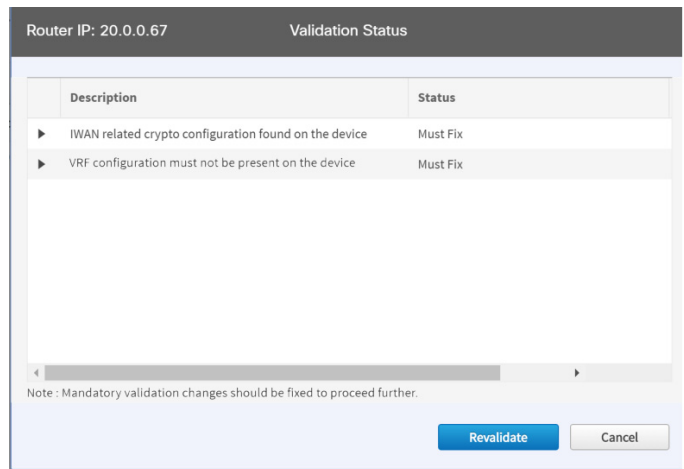 Router IP: 20.0.0.67 Validation Status
Description Status
IWAN related crypto configuration found on the device Must Fix
VRF configuration must not be present on the device Must Fix
Note : Mandatory validation changes should be fixed to proceed further.
Revalidate Cancel